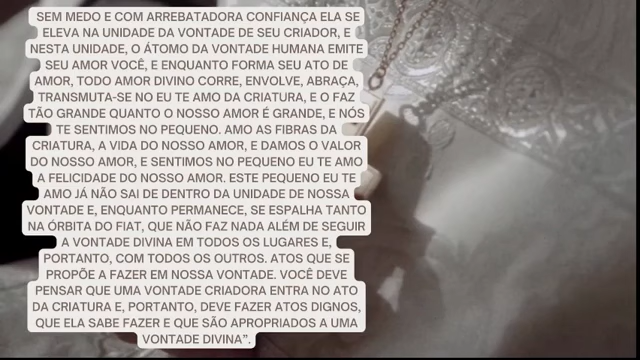 SEM MEDO E COM ARREBATADORA CONFIANÇA ELA SE
ELEVA NA UNIDADE DA VONTADE DE SEU CRIADOR, E
NESTA UNIDADE, O ÁTOMO DA VONTADE HUMANA EMITE
SEU AMOR VOCÊ, E ENQUANTO FORMA SEU ATO DE
AMOR, TODO AMOR DIVINO CORRE, ENVOLVE, ABRAÇA,
TRANSMUTA-SE NO EU TE AMO DA CRIATURA, E O FAZ
TÃO GRANDE QUANTO O NOSSO AMOR É GRANDE, E NÓS
TE SENTIMOS NO PEQUENO. AMO AS FIBRAS DA
CRIATURA, A VIDA DO NOSSO AMOR, E DAMOS O VALOR
DO NOSSO AMOR, E SENTIMOS NO PEQUENO EU TE AMO
A FELICIDADE DO NOSSO AMOR. ESTE PEQUENO EU TE
AMO JÁ NÃO SAI DE DENTRO DA UNIDADE DE NOSSA
VONTADE E, ENQUANTO PERMANECE, SE ESPALHA TANTO
NA ÓRBITA DO FIAT, QUE NÃO FAZ NADA ALÉM DE SEGUIR
A VONTADE DIVINA EM TODOS OS LUGARES E,
PORTANTO, COM TODOS OS OUTROS. ATOS QUE SE
PROPÕE A FAZER EM NOSSA VONTADE. VOCÊ DEVE
PENSAR QUE UMA VONTADE CRIADORA ENTRA NO ATO
DA CRIATURA E, PORTANTO, DEVE FAZER ATOS DIGNOS,
QUE ELA SABE FAZER E QUE SÃO APROPRIADOS A UMA
VONTADE DIVINA”.